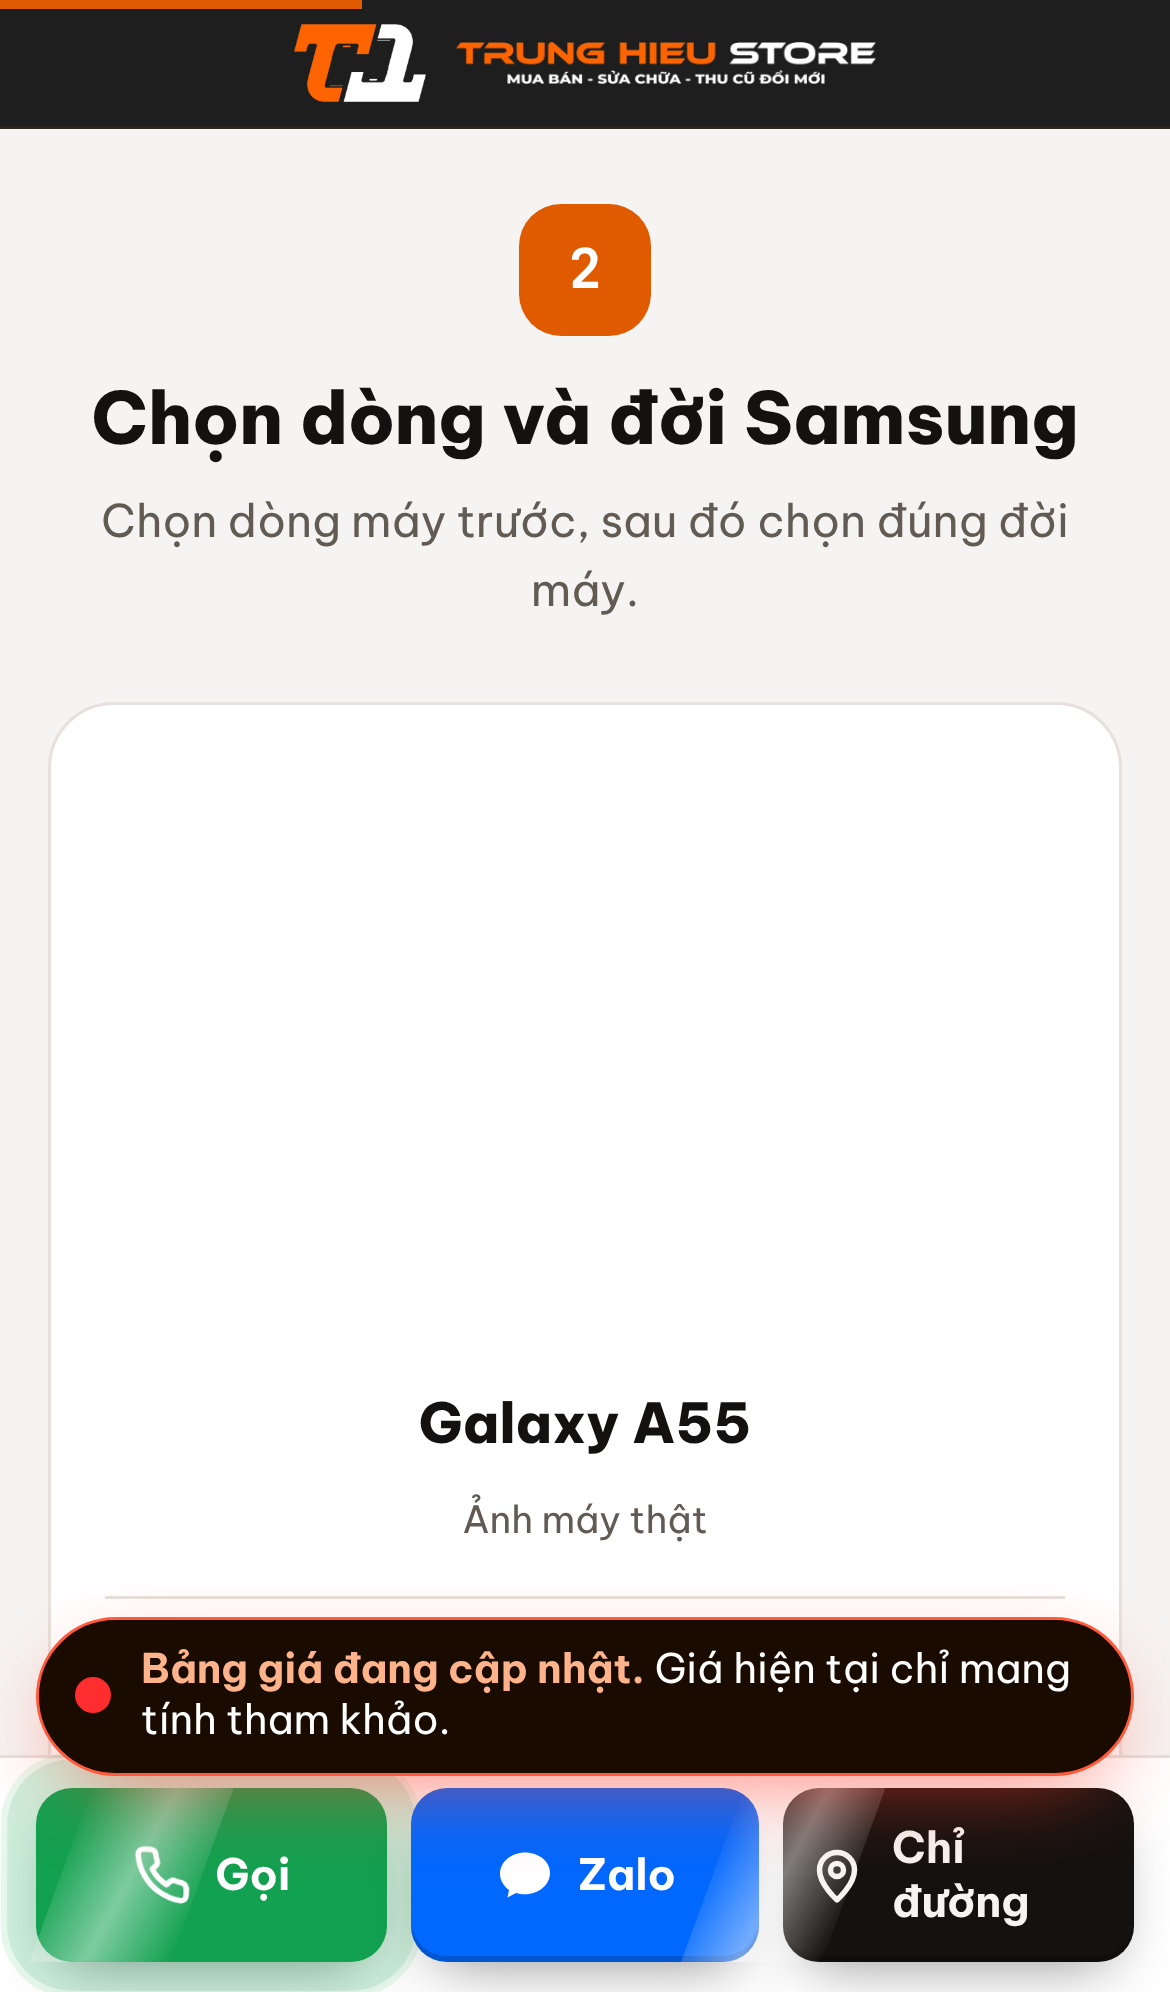 TRUNG HIEU STORE
MUA BÁN - SỬA CHỮA - THU CŨ ĐỔI MỚI
2
Chọn dòng và đời Samsung
Chọn dòng máy trước, sau đó chọn đúng đời
máy.
Galaxy A55
Ảnh máy thật
Bảng giá đang cập nhật. Giá hiện tại chỉ mang
tính tham khảo.
Gọi
Zalo
Chỉ
đường